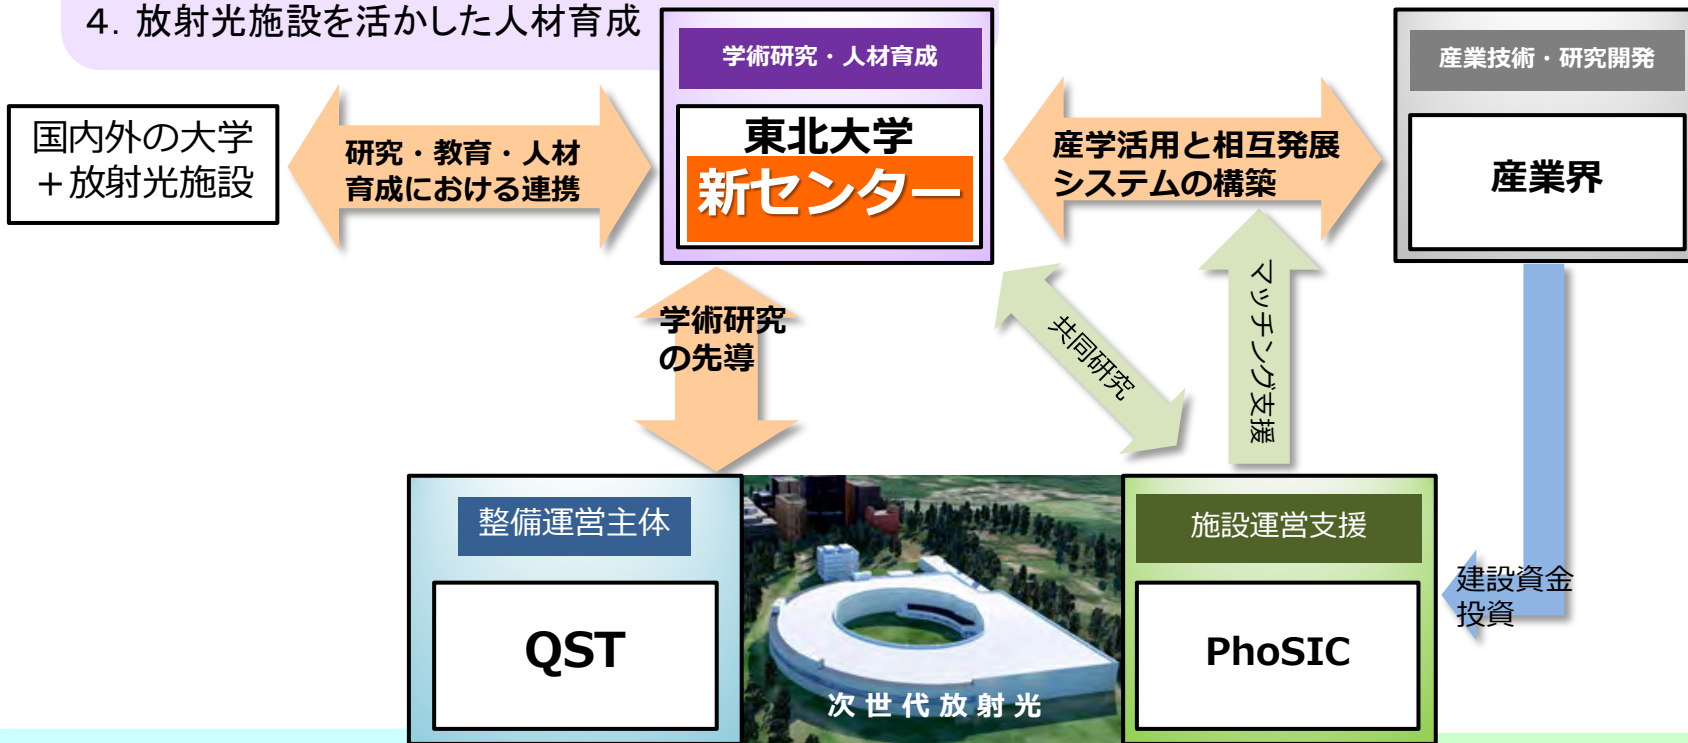 4．放射光施設を活かした人材育成
学術研究・人材育成
産業技術・研究開発
国内外の大学
＋放射光施設
研究・教育・人材
育成における連携
東北大学
新センター
産学活用と相互発展
システムの構築
産業界
学術研究
の先導
共同研究
マッチング支援
整備運営主体
QST
次世代放射光
施設運営支援
PhoSIC
建設資金
投資